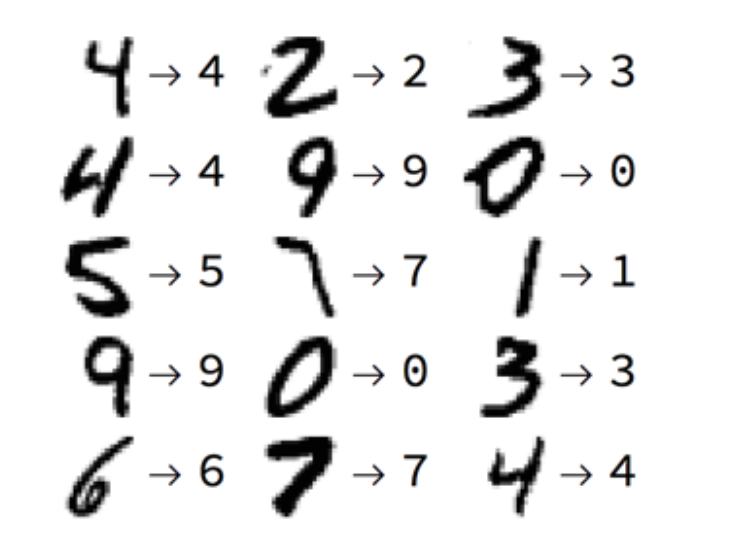 4 → 4 2 → 2 3 → 3
4 → 4 9 → 9 0 → 0
5 → 5 7 → 7 1 → 1
9 → 9 0 → 0 3 → 3
6 → 6 7 → 7 4 → 4